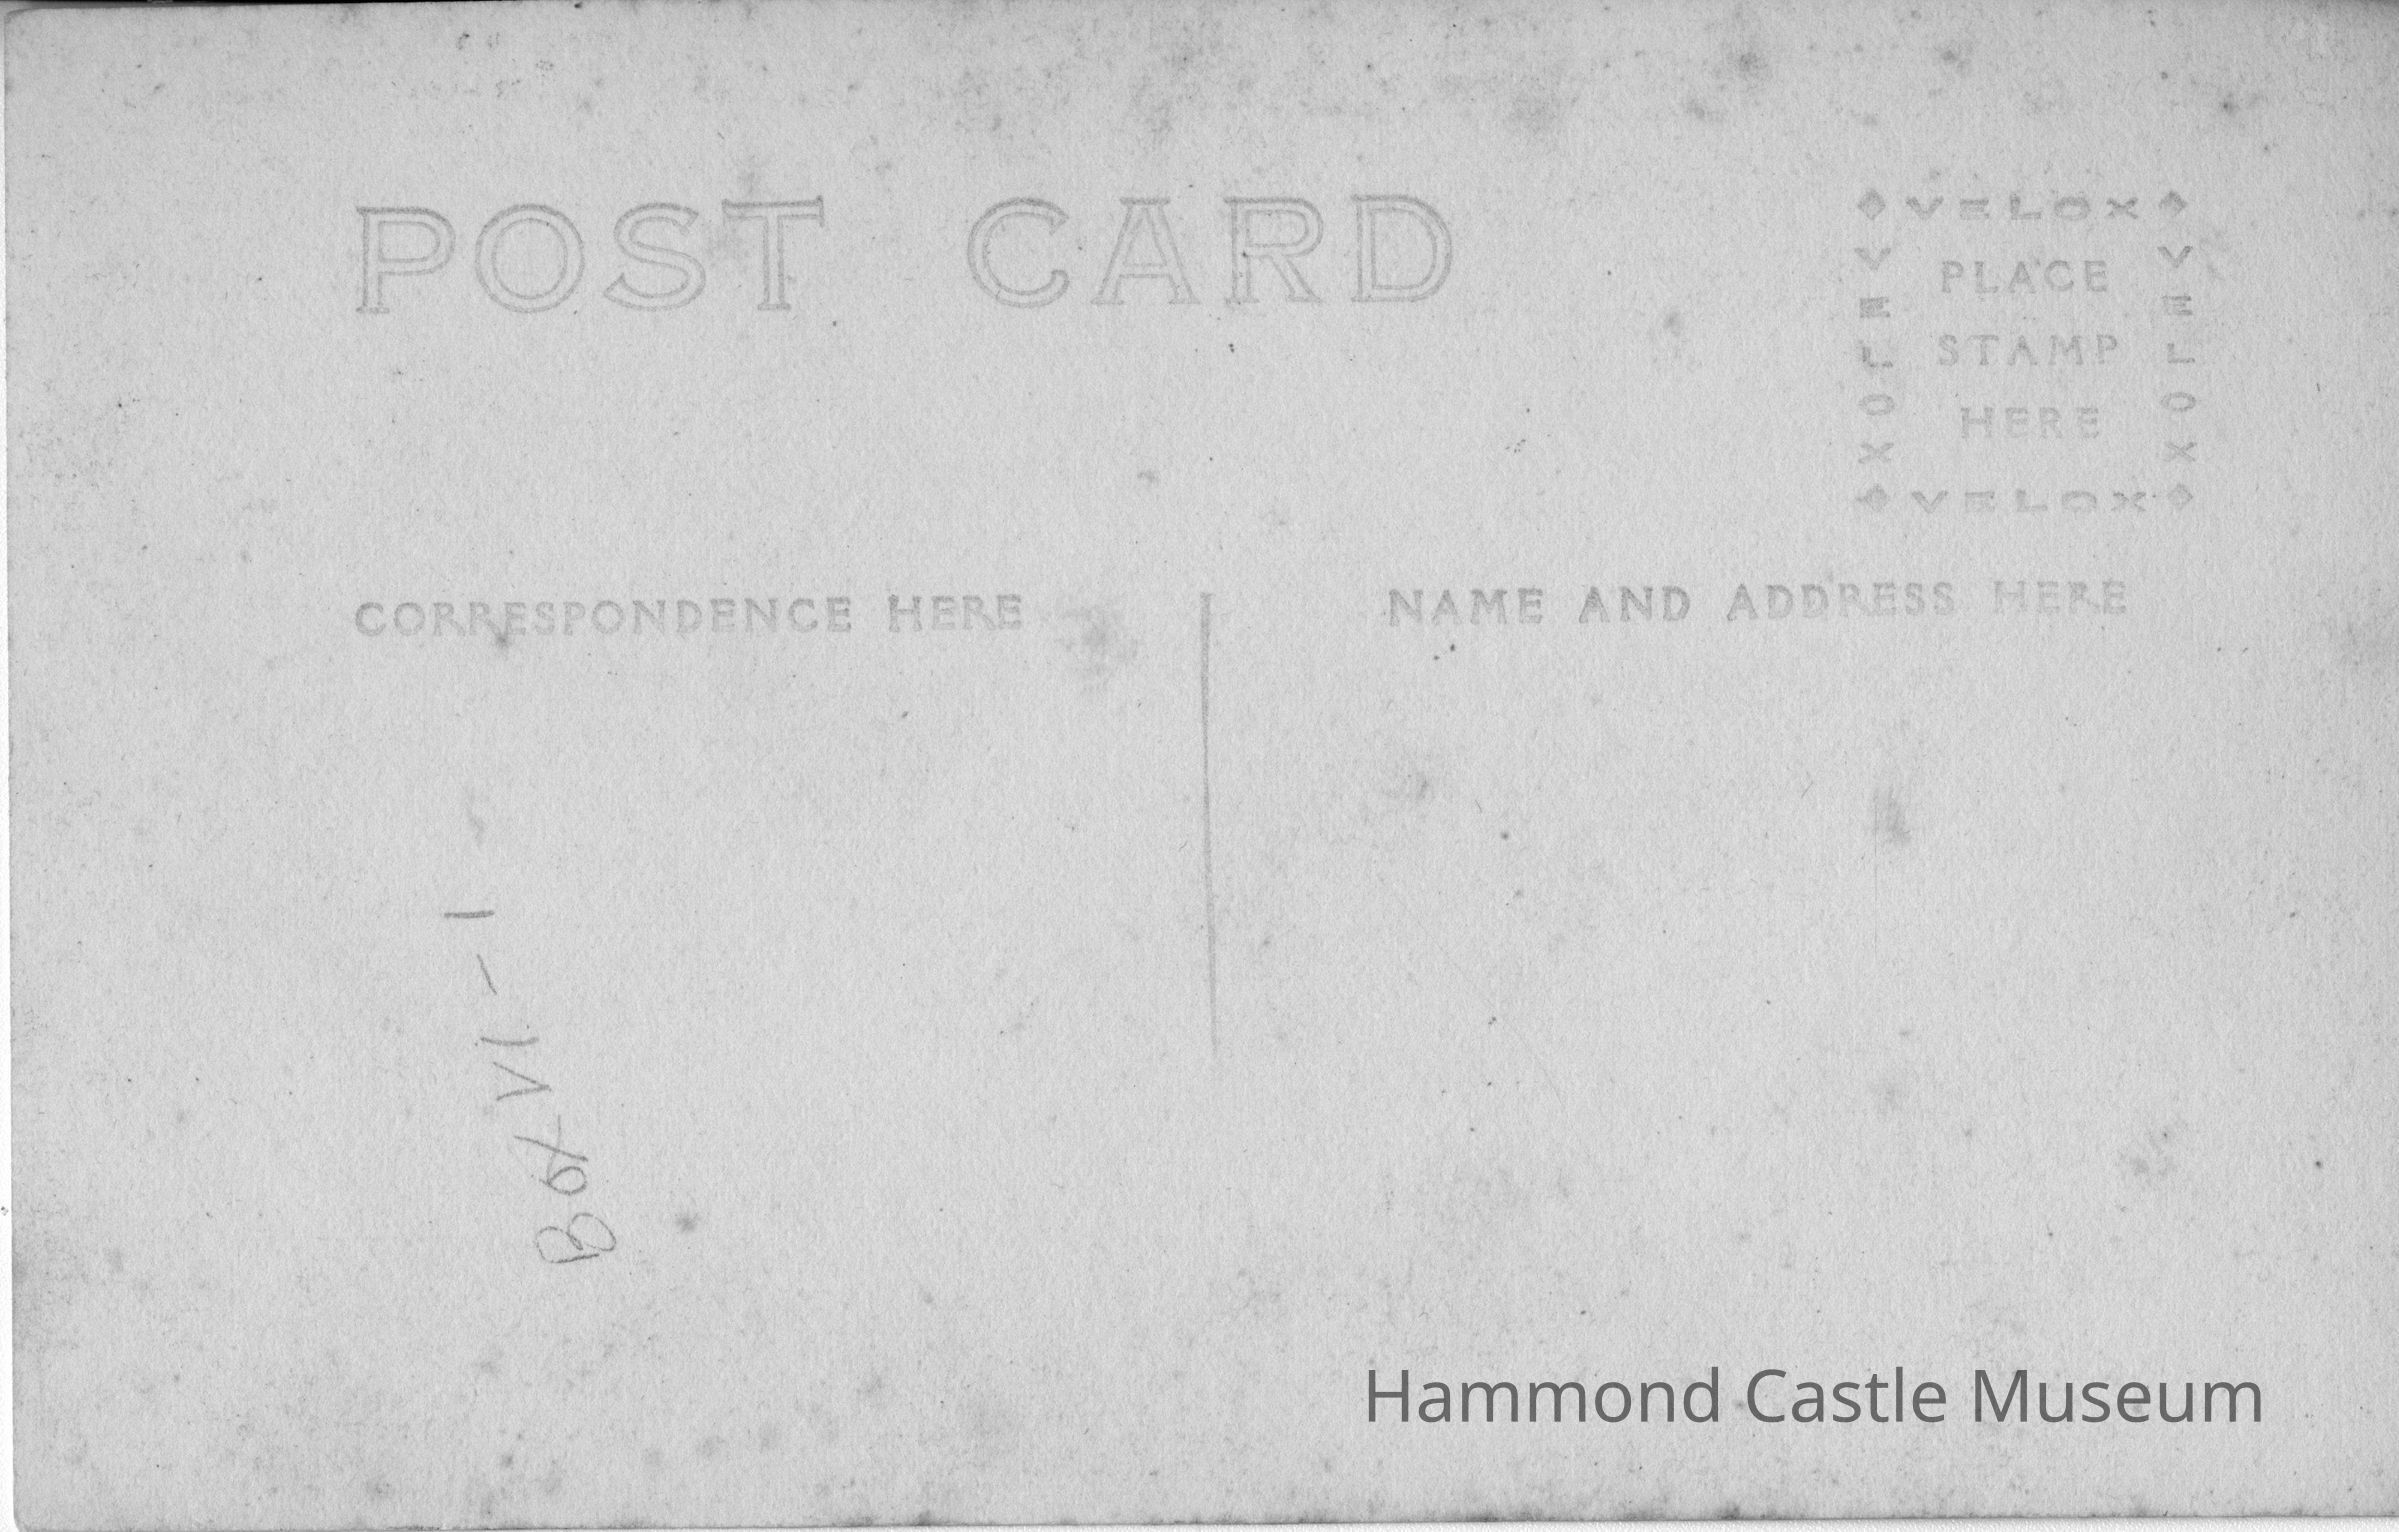 POST CARD
VELOX
VELOX
PLACE
STAMP
HERE
VELOX
VELOX
CORRESPONDENCE HERE
NAME AND ADDRESS HERE
Box VI - 1
Hammond Castle Museum